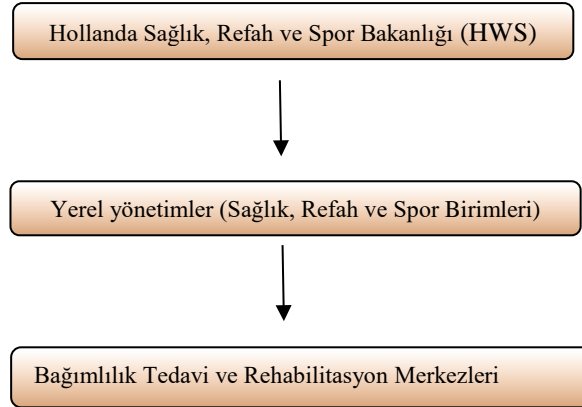 Hollanda Sağlık, Refah ve Spor Bakanlığı (HWS)
Yerel yönetimler (Sağlık, Refah ve Spor Birimleri)
Bağımlılık Tedavi ve Rehabilitasyon Merkezleri